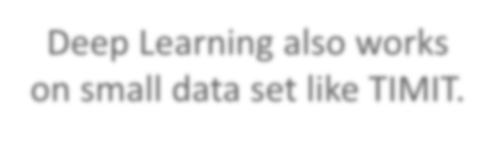 Deep Learning also works
on small data set like TIMIT.